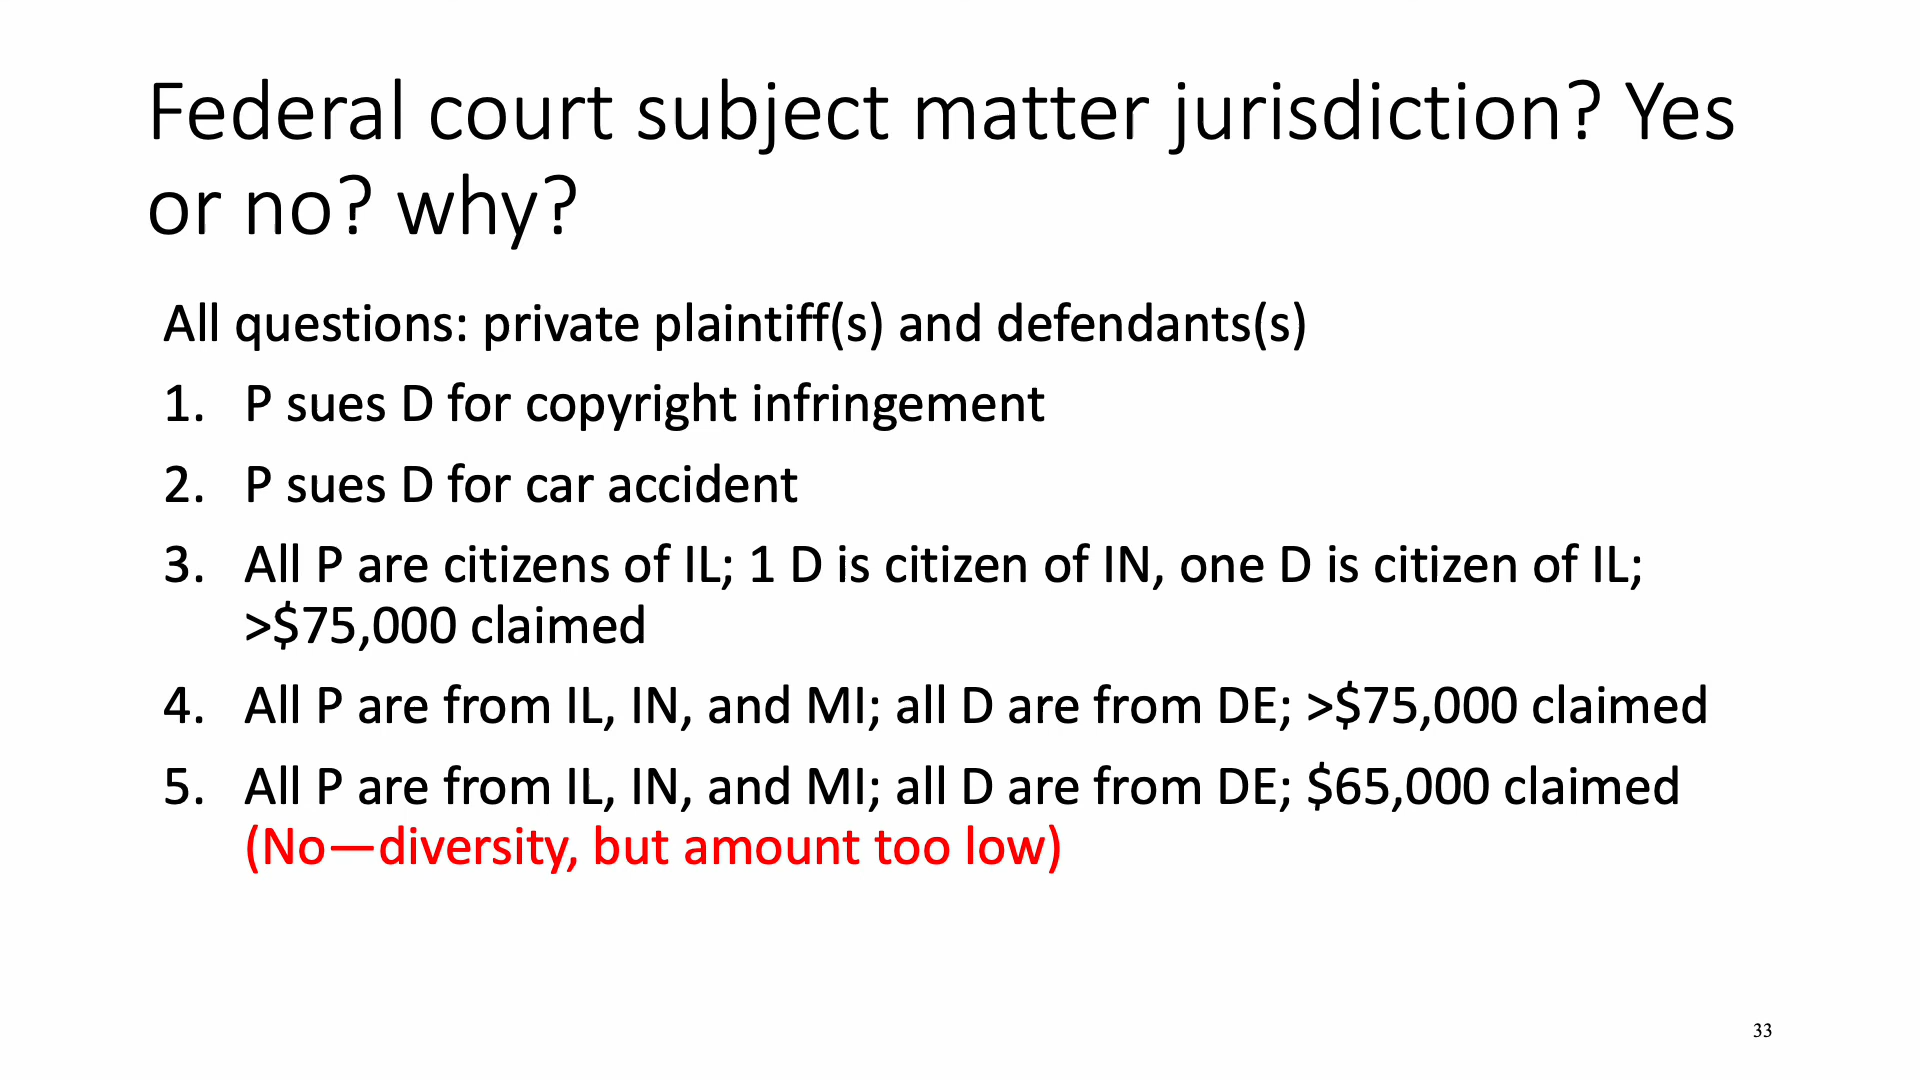 Federal court subject matter jurisdiction? Yes
or no? why?
All questions: private plaintiff(s) and defendants(s)
1. P sues D for copyright infringement
2. P sues D for car accident
3. All P are citizens of IL; 1 D is citizen of IN, one D is citizen of IL;
>$75,000 claimed
4. All P are from IL, IN, and MI; all D are from DE; >$75,000 claimed
5. All P are from IL, IN, and MI; all D are from DE; $65,000 claimed
(No—diversity, but amount too low)
33